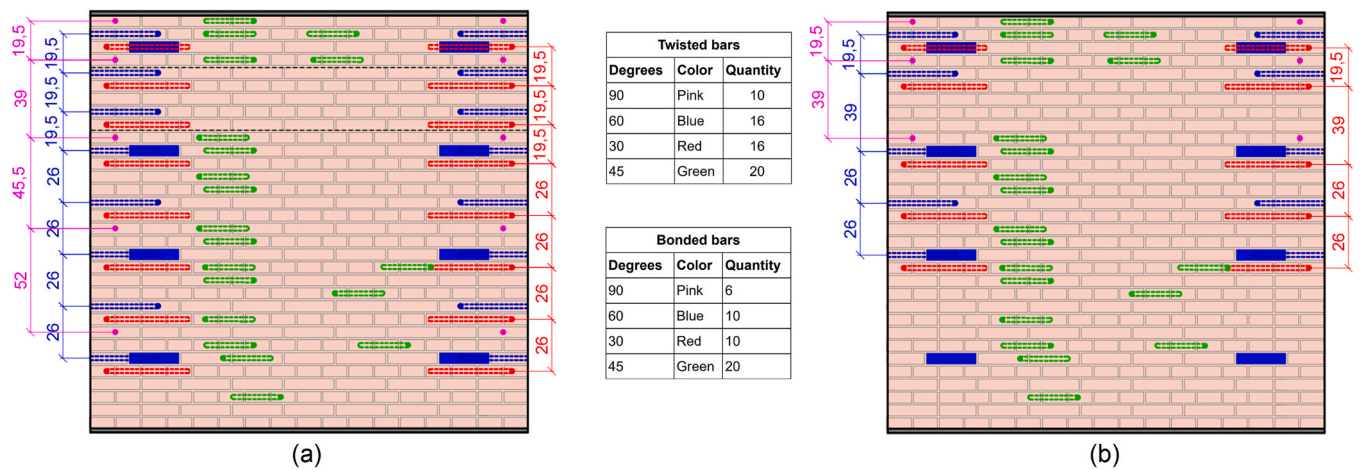 19,5
39
45,5
52
19,5
19,5
19,5
26
26
26
26
19,5
19,5
19,5
26
26
26
26
(a)
Twisted bars
Degrees Color Quantity
90 Pink 10
60 Blue 16
30 Red 16
45 Green 20
Bonded bars
Degrees Color Quantity
90 Pink 6
60 Blue 10
30 Red 10
45 Green 20
19,5
39
19,5
39
26
26
19,5
39
26
26
(b)